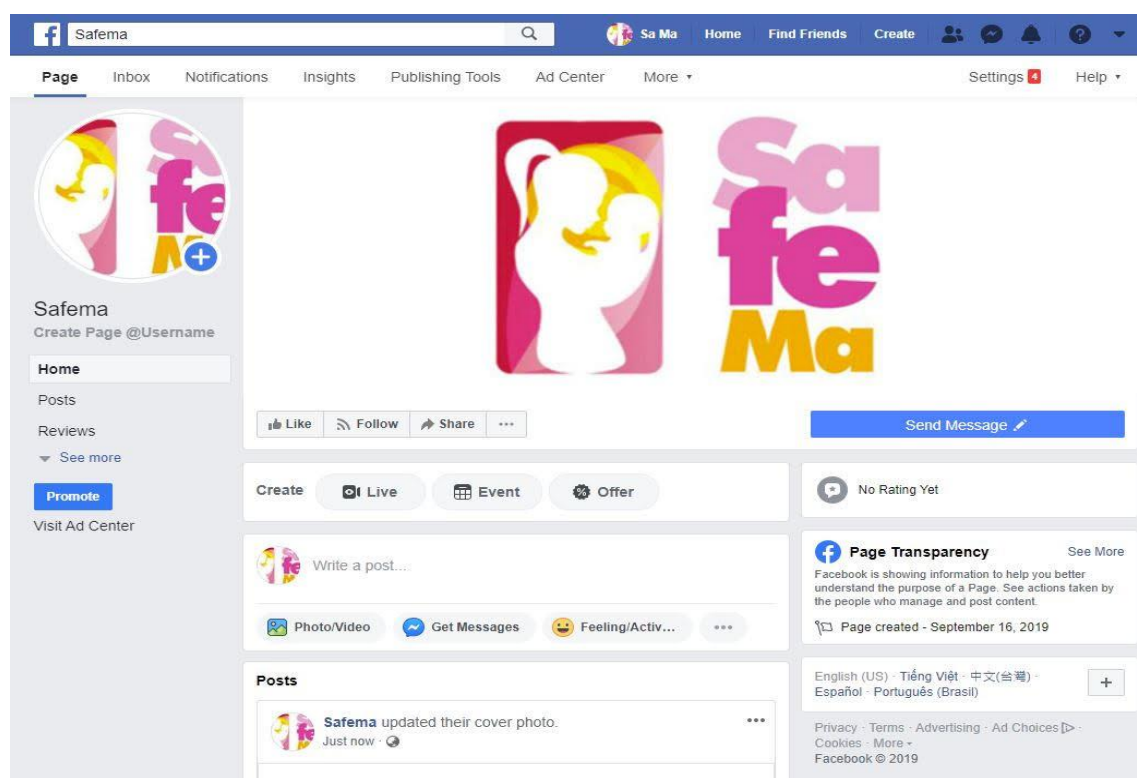 Safema
Sa Ma Home Find Friends Create
Page Inbox Notifications Insights Publishing Tools Ad Center More Settings 4 Help
Sa
fe
Ma
Sa
fe
Ma
Safema
Create Page @Username
Home
Posts
Reviews
See more
Promote
Visit Ad Center
Like Follow Share ...
Send Message
Create Live Event Offer
Write a post...
Photo/Video Get Messages Feeling/Activ... ...
Posts
Safema updated their cover photo.
Just now ·
No Rating Yet
Page Transparency See More
Facebook is showing information to help you better
understand the purpose of a Page. See actions taken by
the people who manage and post content.
Page created - September 16, 2019
English (US) · Tiếng Việt · 中文(台灣) ·
Español · Português (Brasil)
Privacy · Terms · Advertising · Ad Choices ·
Cookies · More
Facebook © 2019